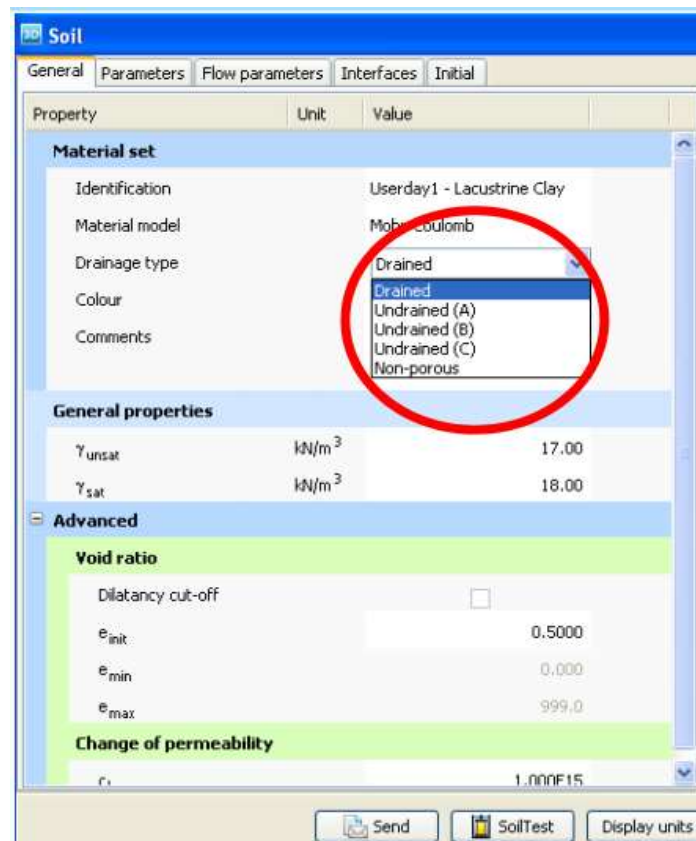 3D Soil
General Parameters Flow parameters Interfaces Initial
Property Unit Value
Material set
Identification Userday1 - Lacustrine Clay
Material model Mohr-Coulomb
Drainage type Drained
Drained
Colour
Undrained (A)
Undrained (B)
Comments
Undrained (C)
Non-porous
General properties
γunsat kN/m³ 17.00
γsat kN/m³ 18.00
Advanced
Void ratio
Dilatancy cut-off
einit 0.5000
emin 0.000
emax 999.0
Change of permeability
1.000E15
Send SoilTest Display units